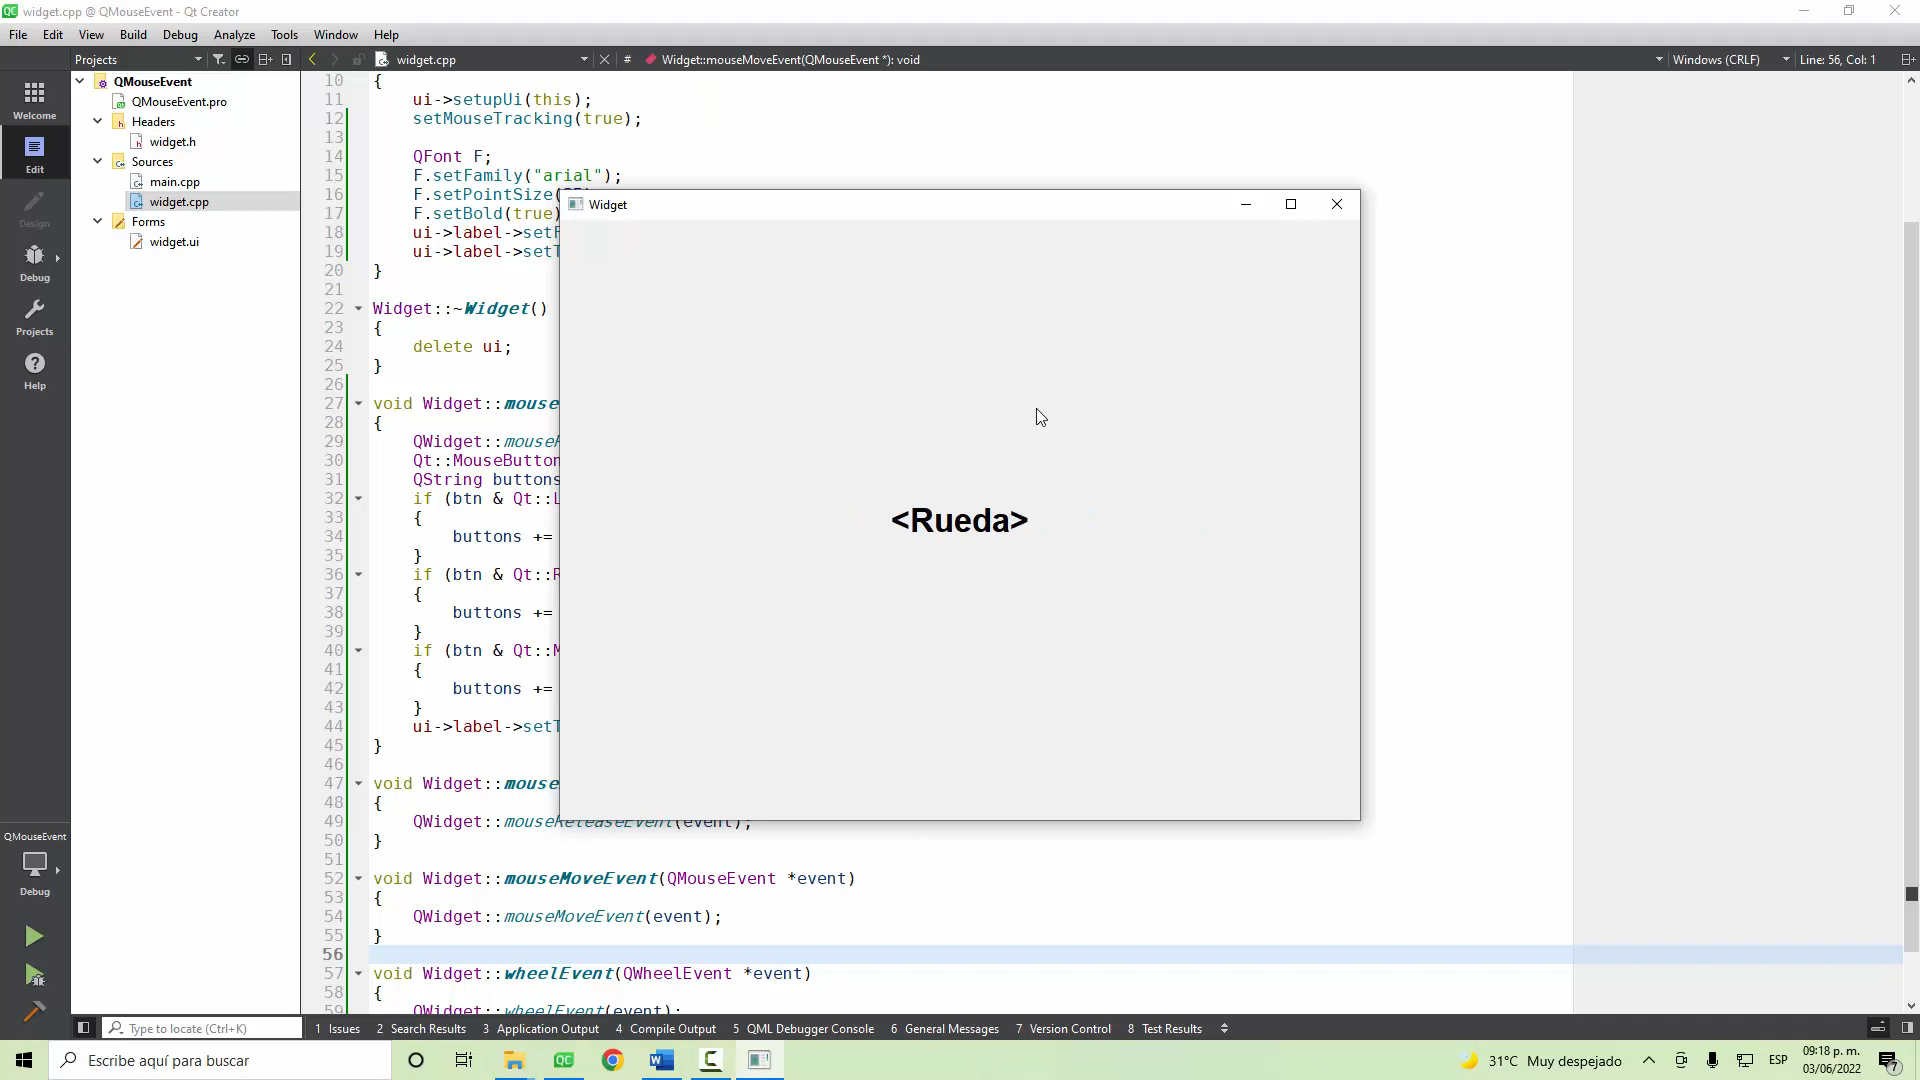 widget.cpp @ QMouseEvent - Qt Creator
File Edit View Build Debug Analyze Tools Window Help
Projects widget.cpp # Widget::mouseMoveEvent(QMouseEvent *): void Windows (CRLF) Line: 56, Col: 1
Welcome
Edit
Design
Debug
Projects
Help
QMouseEvent
Debug
QMouseEvent
QMouseEvent.pro
Headers
widget.h
Sources
main.cpp
widget.cpp
Forms
widget.ui
10 {
11 ui->setupUi(this);
12 setMouseTracking(true);
13
14 QFont F;
15 F.setFamily("arial");
16 F.setPointSize(
17 F.setBold(true)
18 ui->label->setF
19 ui->label->setT
20 }
21
22 Widget::~Widget()
23 {
24 delete ui;
25 }
26
27 void Widget::mouse
28 {
29 QWidget::mouse
30 Qt::MouseButton
31 QString buttons
32 if (btn & Qt::L
33 {
34 buttons +=
35 }
36 if (btn & Qt::R
37 {
38 buttons +=
39 }
40 if (btn & Qt::M
41 {
42 buttons +=
43 }
44 ui->label->setT
45 }
46
47 void Widget::mouse
48 {
49 QWidget::mouseReleaseEvent(event);
50 }
51
52 void Widget::mouseMoveEvent(QMouseEvent *event)
53 {
54 QWidget::mouseMoveEvent(event);
55 }
56
57 void Widget::wheelEvent(QWheelEvent *event)
58 {
59 QWidget::wheelEvent(event);
Widget
<Rueda>
Type to locate (Ctrl+K) 1 Issues 2 Search Results 3 Application Output 4 Compile Output 5 QML Debugger Console 6 General Messages 7 Version Control 8 Test Results
Escribe aquí para buscar
31°C Muy despejado ESP 09:18 p. m.
03/06/2022
7